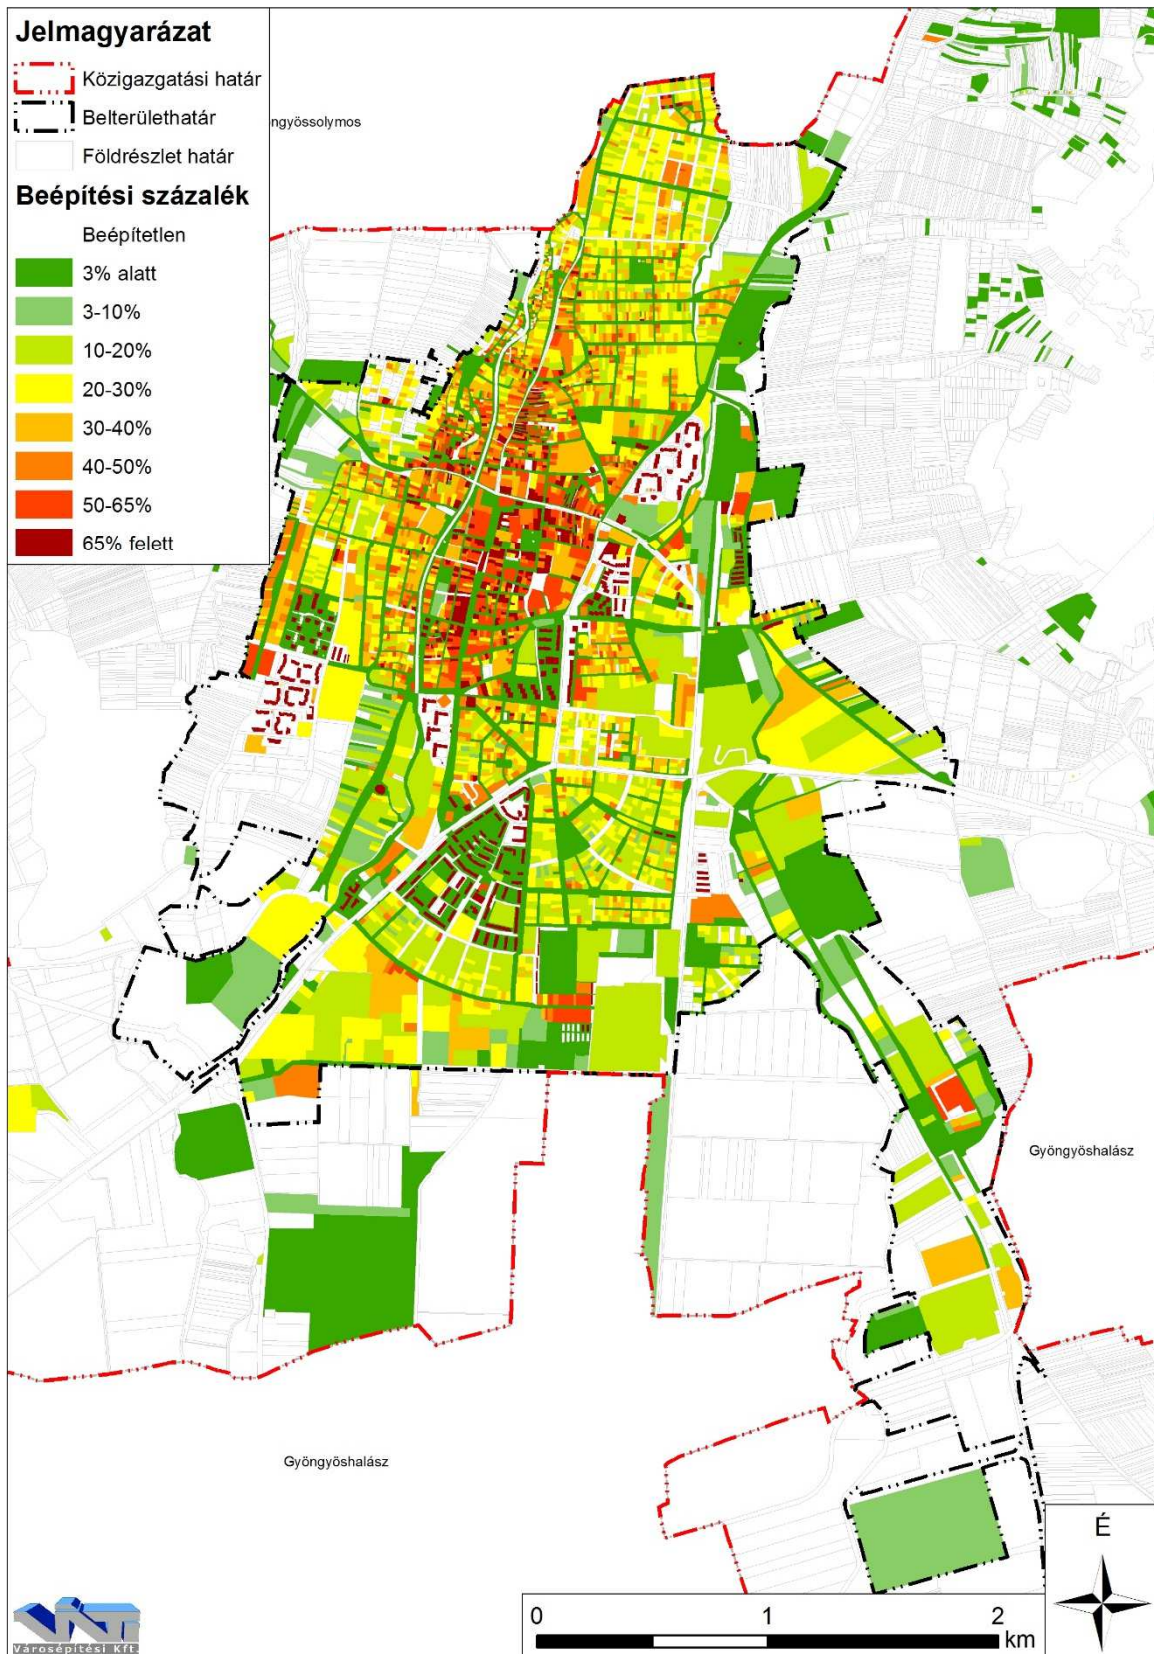 Jelmagyarázat
Közigazgatási határ
Belterülethatár
Földrészlet határ
Beépítési százalék
Beépítetlen
3% alatt
3-10%
10-20%
20-30%
30-40%
40-50%
50-65%
65% felett
ngyössolymos
Gyöngyöshalász
Gyöngyöshalász
É
0 1 2
km
VÁTI
Városépítési Kft.